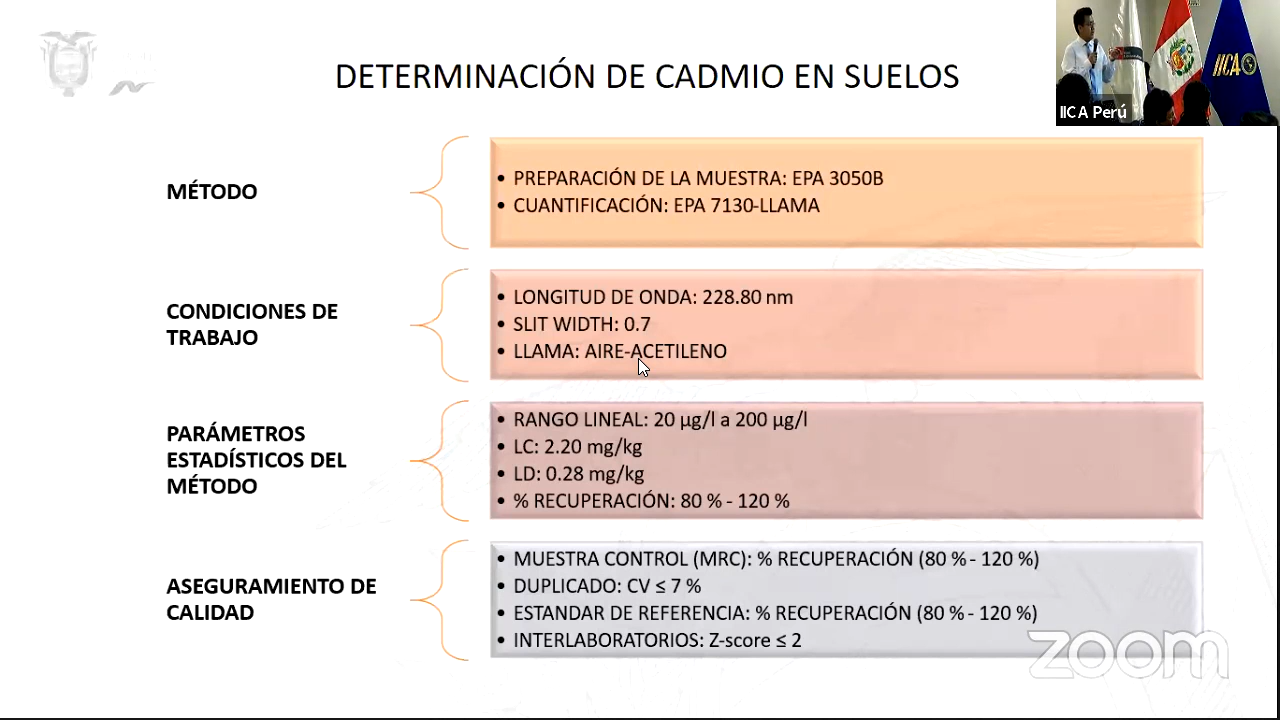 DETERMINACIÓN DE CADMIO EN SUELOS
IICA
IICA Perú
MÉTODO
• PREPARACIÓN DE LA MUESTRA: EPA 3050B
• CUANTIFICACIÓN: EPA 7130-LLAMA
CONDICIONES DE
TRABAJO
• LONGITUD DE ONDA: 228.80 nm
• SLIT WIDTH: 0.7
• LLAMA: AIRE-ACETILENO
PARÁMETROS
ESTADÍSTICOS DEL
MÉTODO
• RANGO LINEAL: 20 µg/l a 200 µg/l
• LC: 2.20 mg/kg
• LD: 0.28 mg/kg
• % RECUPERACIÓN: 80 % - 120 %
ASEGURAMIENTO DE
CALIDAD
• MUESTRA CONTROL (MRC): % RECUPERACIÓN (80 % - 120 %)
• DUPLICADO: CV ≤ 7 %
• ESTANDAR DE REFERENCIA: % RECUPERACIÓN (80 % - 120 %)
• INTERLABORATORIOS: Z-score ≤ 2
zoom